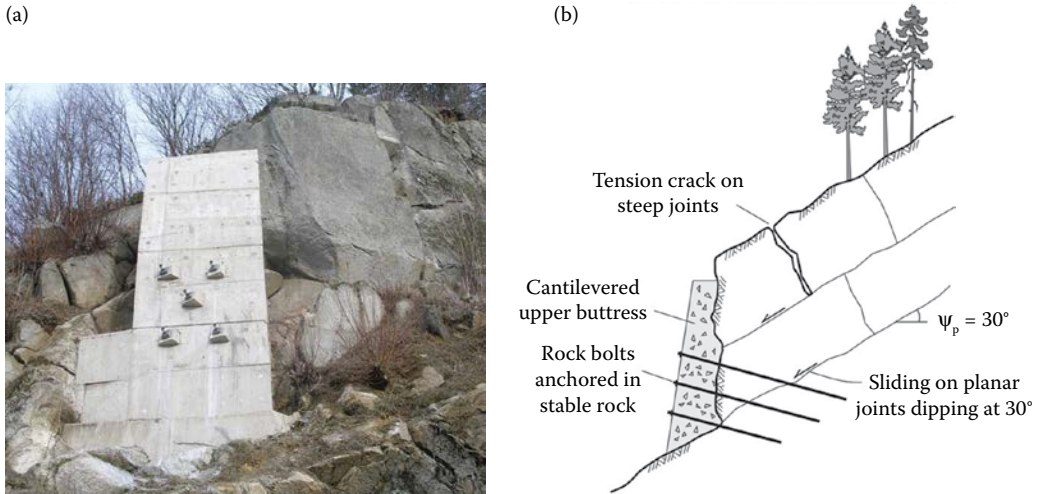 (a)
(b)
Tension crack on
steep joints
Cantilevered
upper buttress
Rock bolts
anchored in
stable rock
ψp = 30°
Sliding on planar
joints dipping at 30°